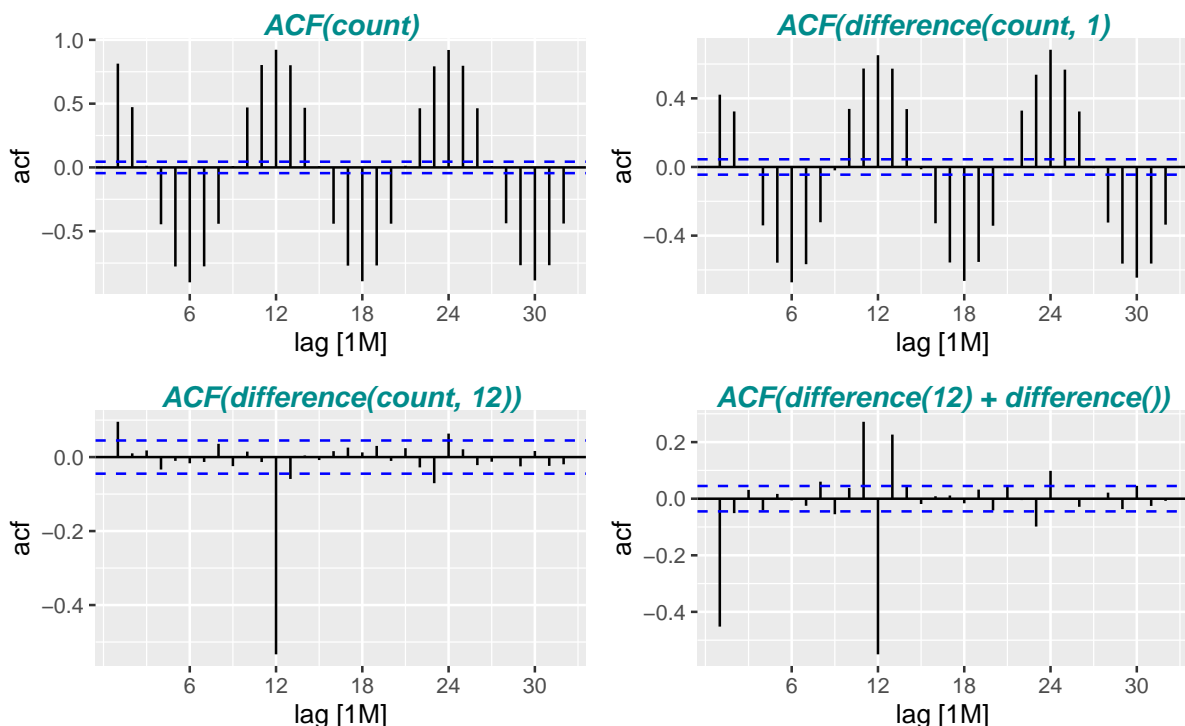 ACF(count)
1.0
0.5
0.0
−0.5
acf
6 12 18 24 30
lag [1M]
ACF(difference(count, 1)
0.4
0.0
−0.4
acf
6 12 18 24 30
lag [1M]
ACF(difference(count, 12))
0.0
−0.2
−0.4
acf
6 12 18 24 30
lag [1M]
ACF(difference(12) + difference())
0.2
0.0
−0.2
−0.4
acf
6 12 18 24 30
lag [1M]